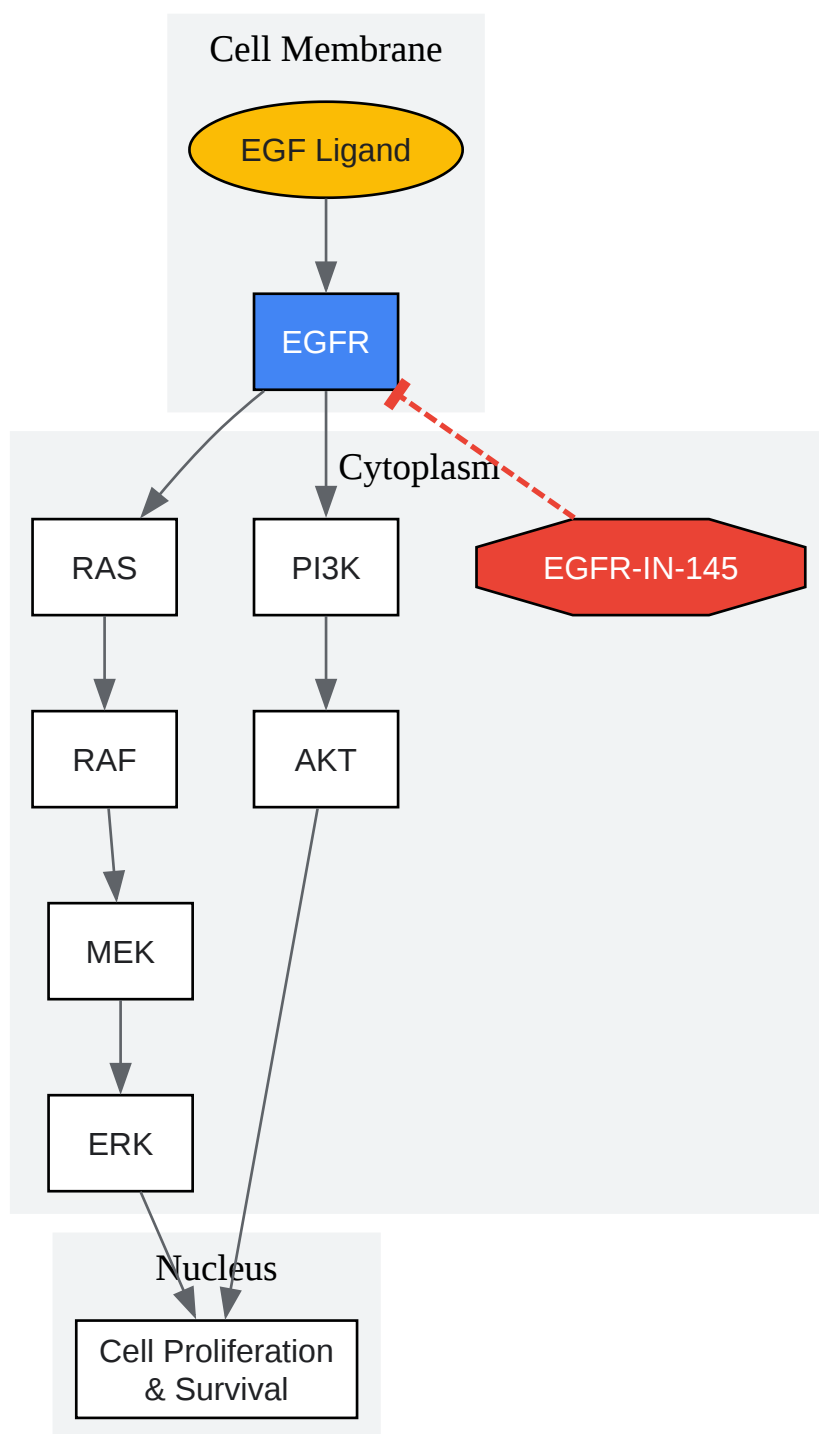 Cell Membrane
EGF Ligand
EGFR
Cytoplasm
RAS
PI3K
EGFR-IN-145
RAF
AKT
MEK
ERK
Nucleus
Cell Proliferation
& Survival